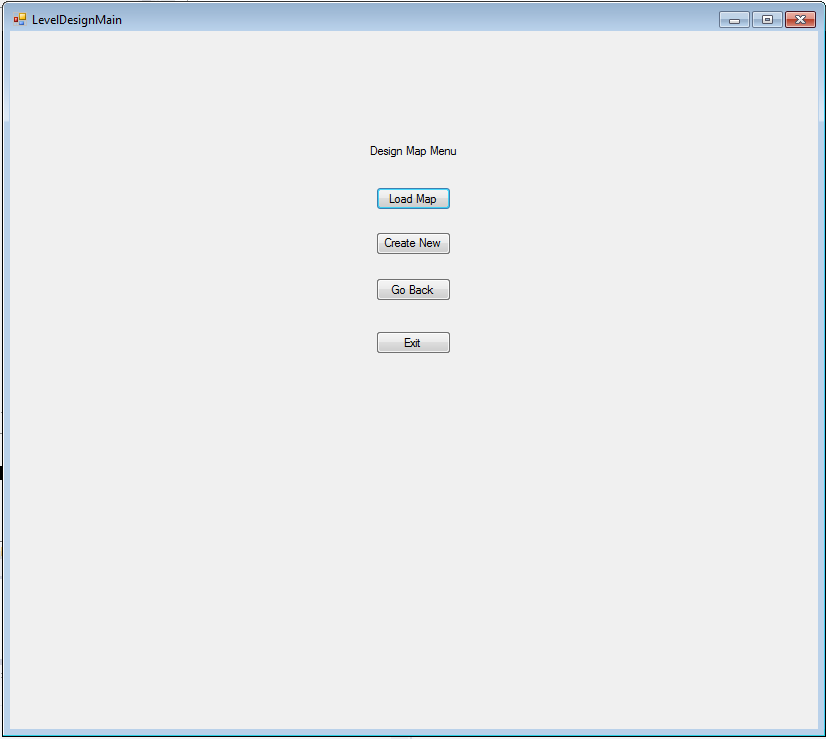 LevelDesignMain
Design Map Menu
Load Map
Create New
Go Back
Exit